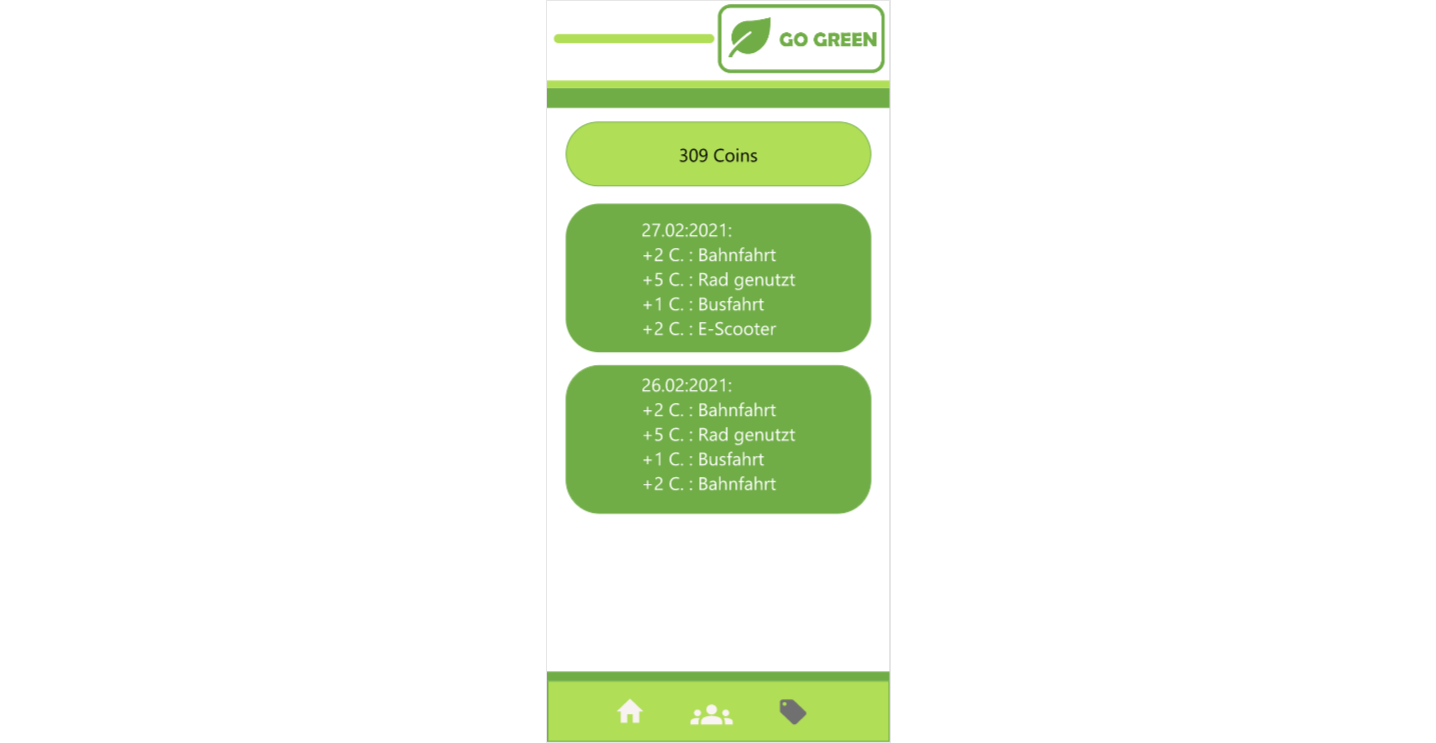 GO GREEN
309 Coins
27.02:2021:
+2 C. : Bahnfahrt
+5 C. : Rad genutzt
+1 C. : Busfahrt
+2 C. : E-Scooter
26.02:2021:
+2 C. : Bahnfahrt
+5 C. : Rad genutzt
+1 C. : Busfahrt
+2 C. : Bahnfahrt